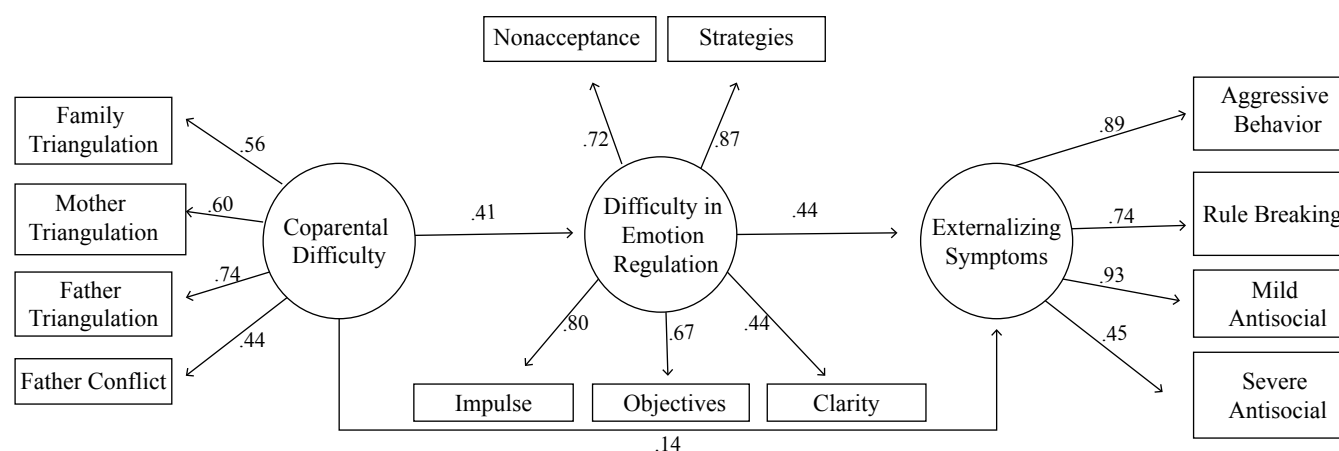 Nonacceptance
Strategies
.72
.87
Family
Triangulation
.56
Mother
Triangulation
.60
Father
Triangulation
.74
Father Conflict
.44
Coparental
Difficulty
.41
Difficulty in
Emotion
Regulation
.44
.80
.67
.44
Impulse
Objectives
Clarity
.14
Externalizing
Symptoms
.89
Aggressive
Behavior
.74
Rule Breaking
.93
Mild
Antisocial
.45
Severe
Antisocial